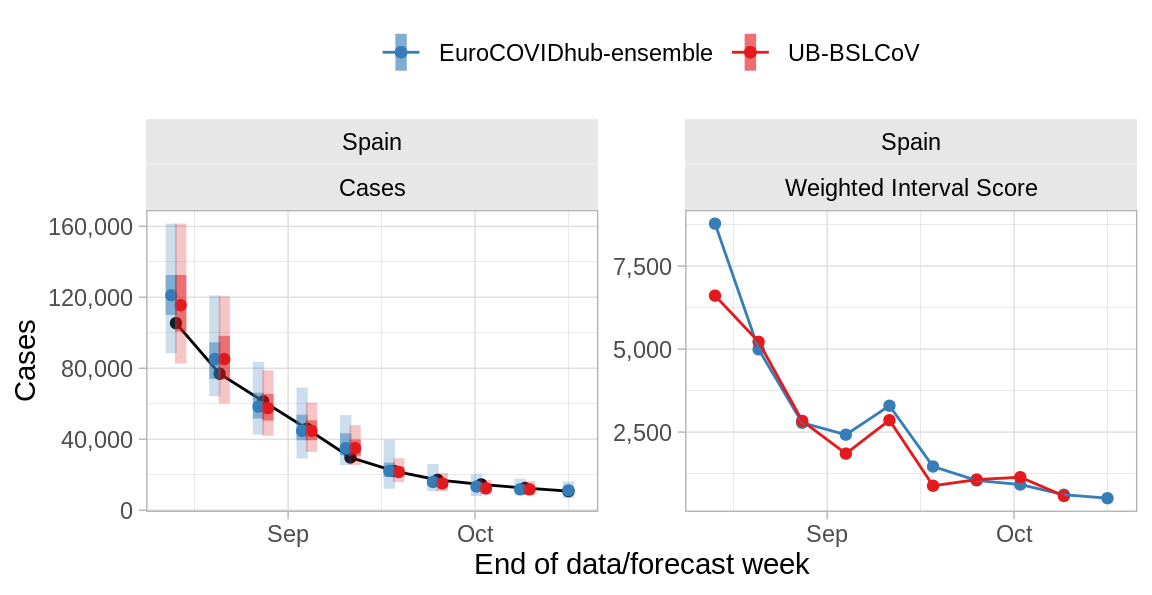 EuroCOVIDhub-ensemble UB-BSLCoV
Spain
Cases
Cases
160,000
120,000
80,000
40,000
0
Sep Oct
Spain
Weighted Interval Score
7,500
5,000
2,500
Sep Oct
End of data/forecast week